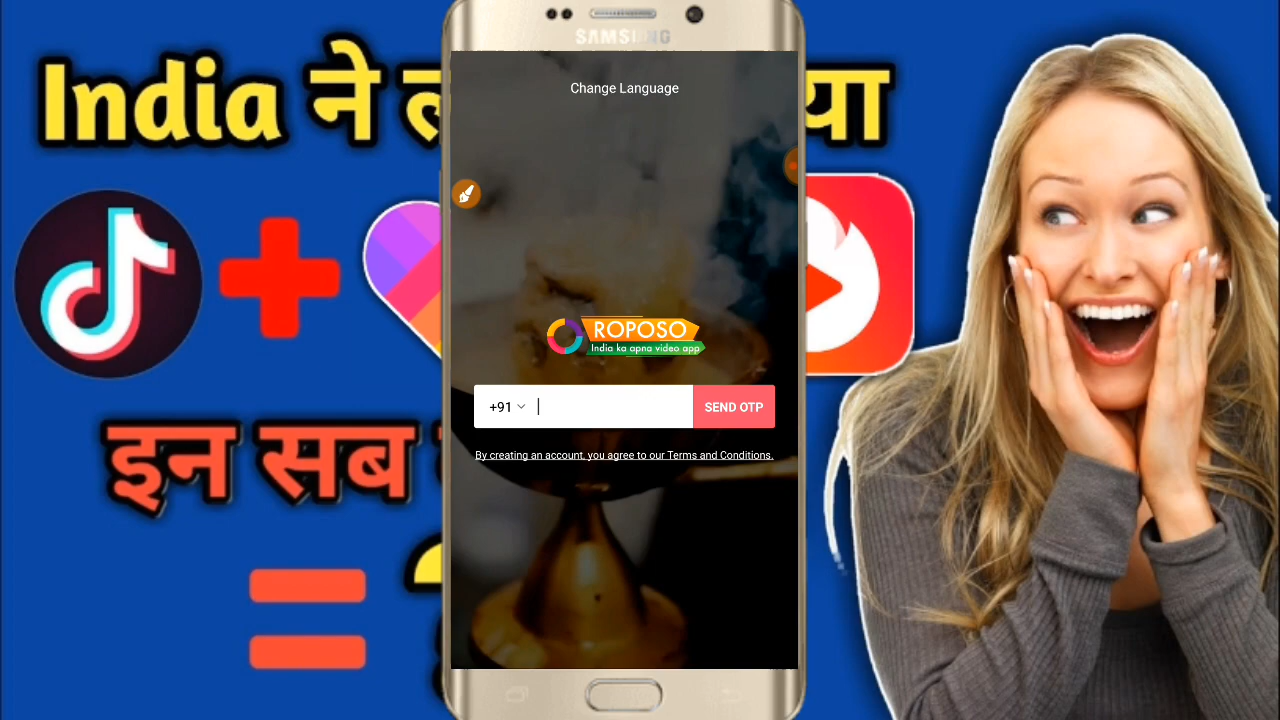 SAMSUNG
Change Language
India ने
या
ROPOSO
India ka apna video app
+91
SEND OTP
By creating an account, you agree to our Terms and Conditions.
इन सब